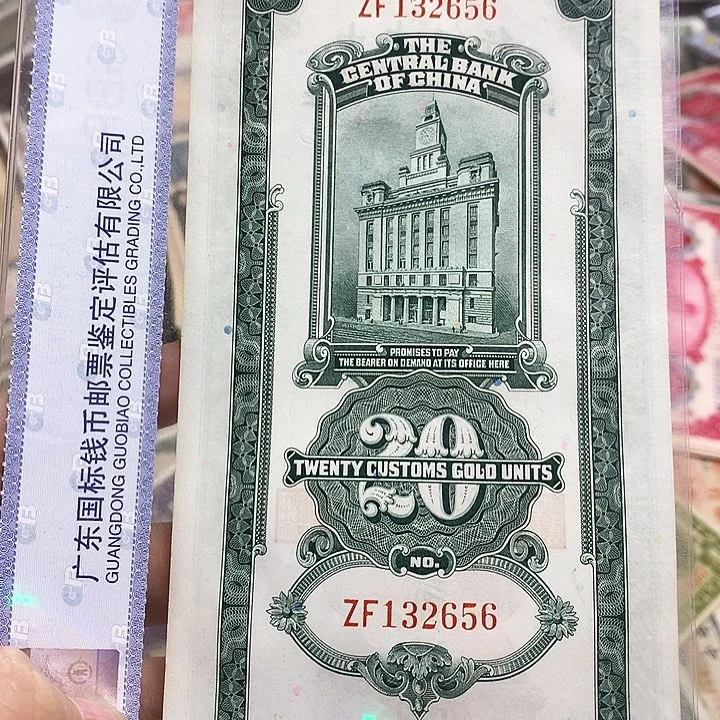 广东国标钱币邮票鉴定评估有限公司
GUANGDONG GUOBIAO COLLECTIBLES GRADING CO.,LTD
ZF132656
THE
CENTRAL BANK
OF CHINA
PROMISES TO PAY
THE BEARER ON DEMAND AT ITS OFFICE HERE
20
TWENTY CUSTOMS GOLD UNITS
NO.
ZF132656